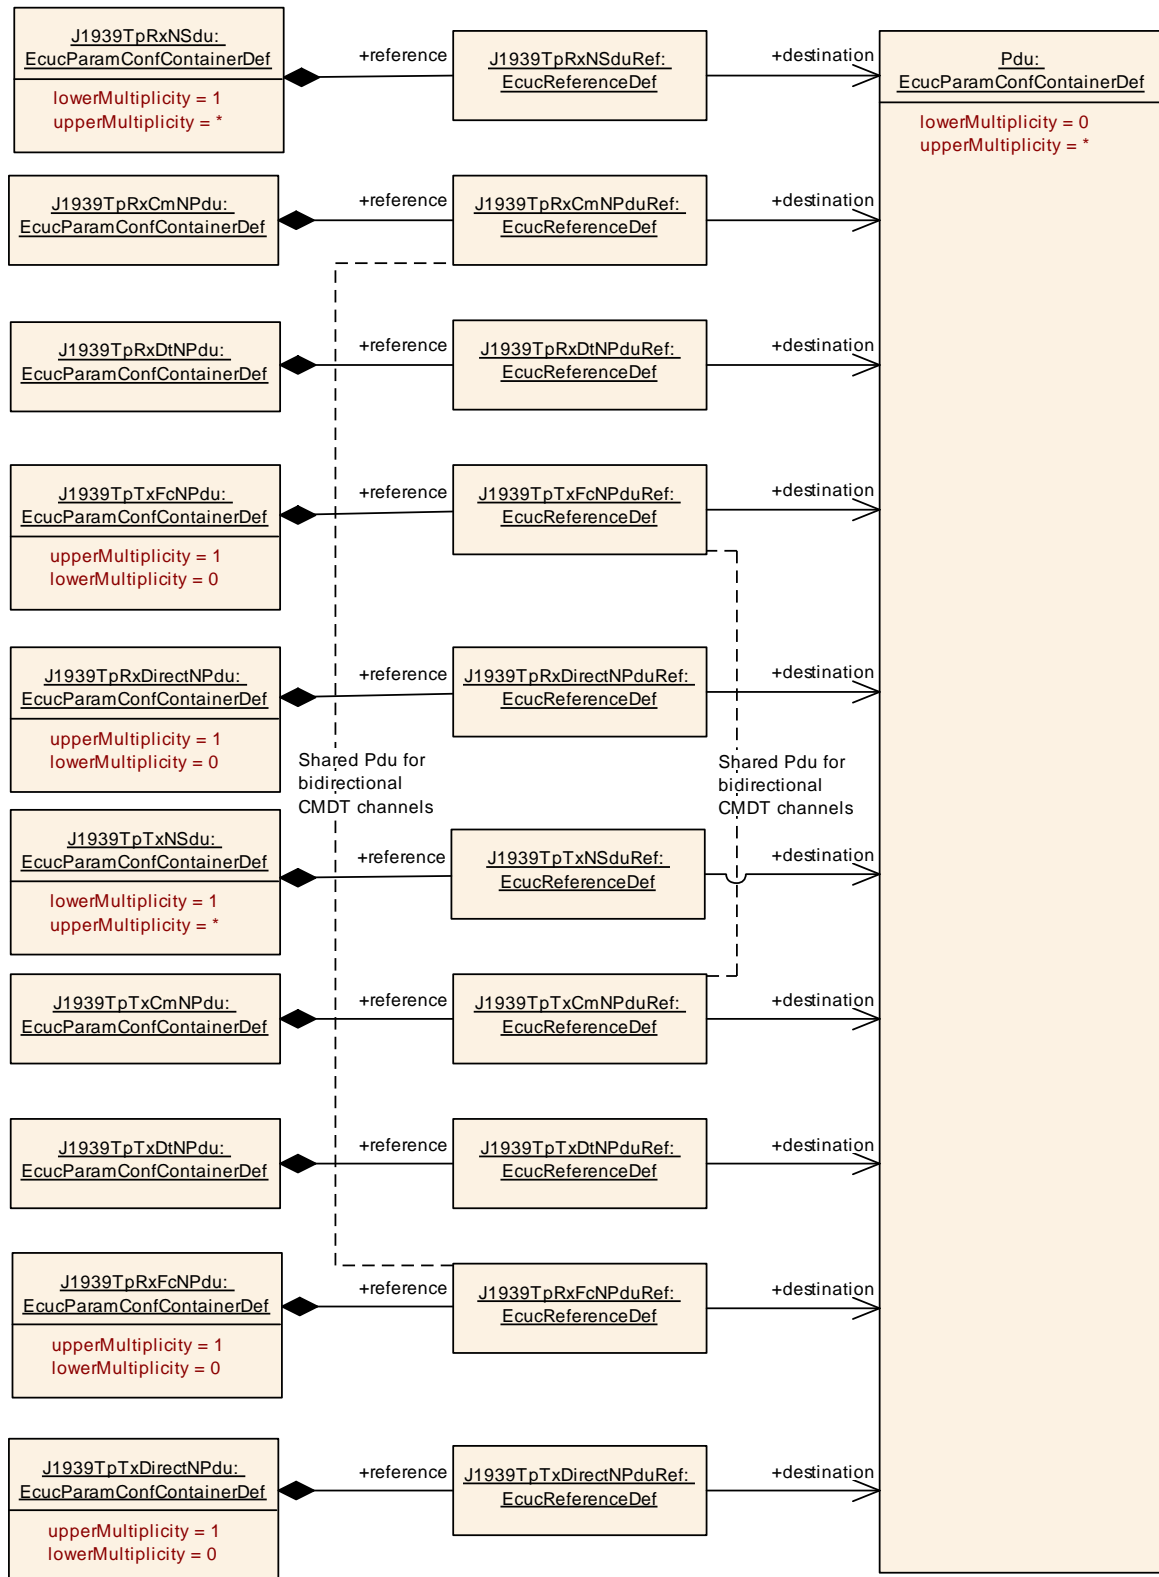 J1939TpRxNSdu:
EcucParamConfContainerDef
lowerMultiplicity = 1
upperMultiplicity = *
+reference
J1939TpRxNSduRef:
EcucReferenceDef
+destination
Pdu:
EcucParamConfContainerDef
lowerMultiplicity = 0
upperMultiplicity = *
J1939TpRxCmNPdu:
EcucParamConfContainerDef
+reference
J1939TpRxCmNPduRef:
EcucReferenceDef
+destination
J1939TpRxDtNPdu:
EcucParamConfContainerDef
+reference
J1939TpRxDtNPduRef:
EcucReferenceDef
+destination
J1939TpTxFcNPdu:
EcucParamConfContainerDef
upperMultiplicity = 1
lowerMultiplicity = 0
+reference
J1939TpTxFcNPduRef:
EcucReferenceDef
+destination
J1939TpRxDirectNPdu:
EcucParamConfContainerDef
upperMultiplicity = 1
lowerMultiplicity = 0
+reference
J1939TpRxDirectNPduRef:
EcucReferenceDef
+destination
Shared Pdu for
bidirectional
CMDT channels
Shared Pdu for
bidirectional
CMDT channels
J1939TpTxNSdu:
EcucParamConfContainerDef
lowerMultiplicity = 1
upperMultiplicity = *
+reference
J1939TpTxNSduRef:
EcucReferenceDef
+destination
J1939TpTxCmNPdu:
EcucParamConfContainerDef
+reference
J1939TpTxCmNPduRef:
EcucReferenceDef
+destination
J1939TpTxDtNPdu:
EcucParamConfContainerDef
+reference
J1939TpTxDtNPduRef:
EcucReferenceDef
+destination
J1939TpRxFcNPdu:
EcucParamConfContainerDef
upperMultiplicity = 1
lowerMultiplicity = 0
+reference
J1939TpRxFcNPduRef:
EcucReferenceDef
+destination
J1939TpTxDirectNPdu:
EcucParamConfContainerDef
upperMultiplicity = 1
lowerMultiplicity = 0
+reference
J1939TpTxDirectNPduRef:
EcucReferenceDef
+destination